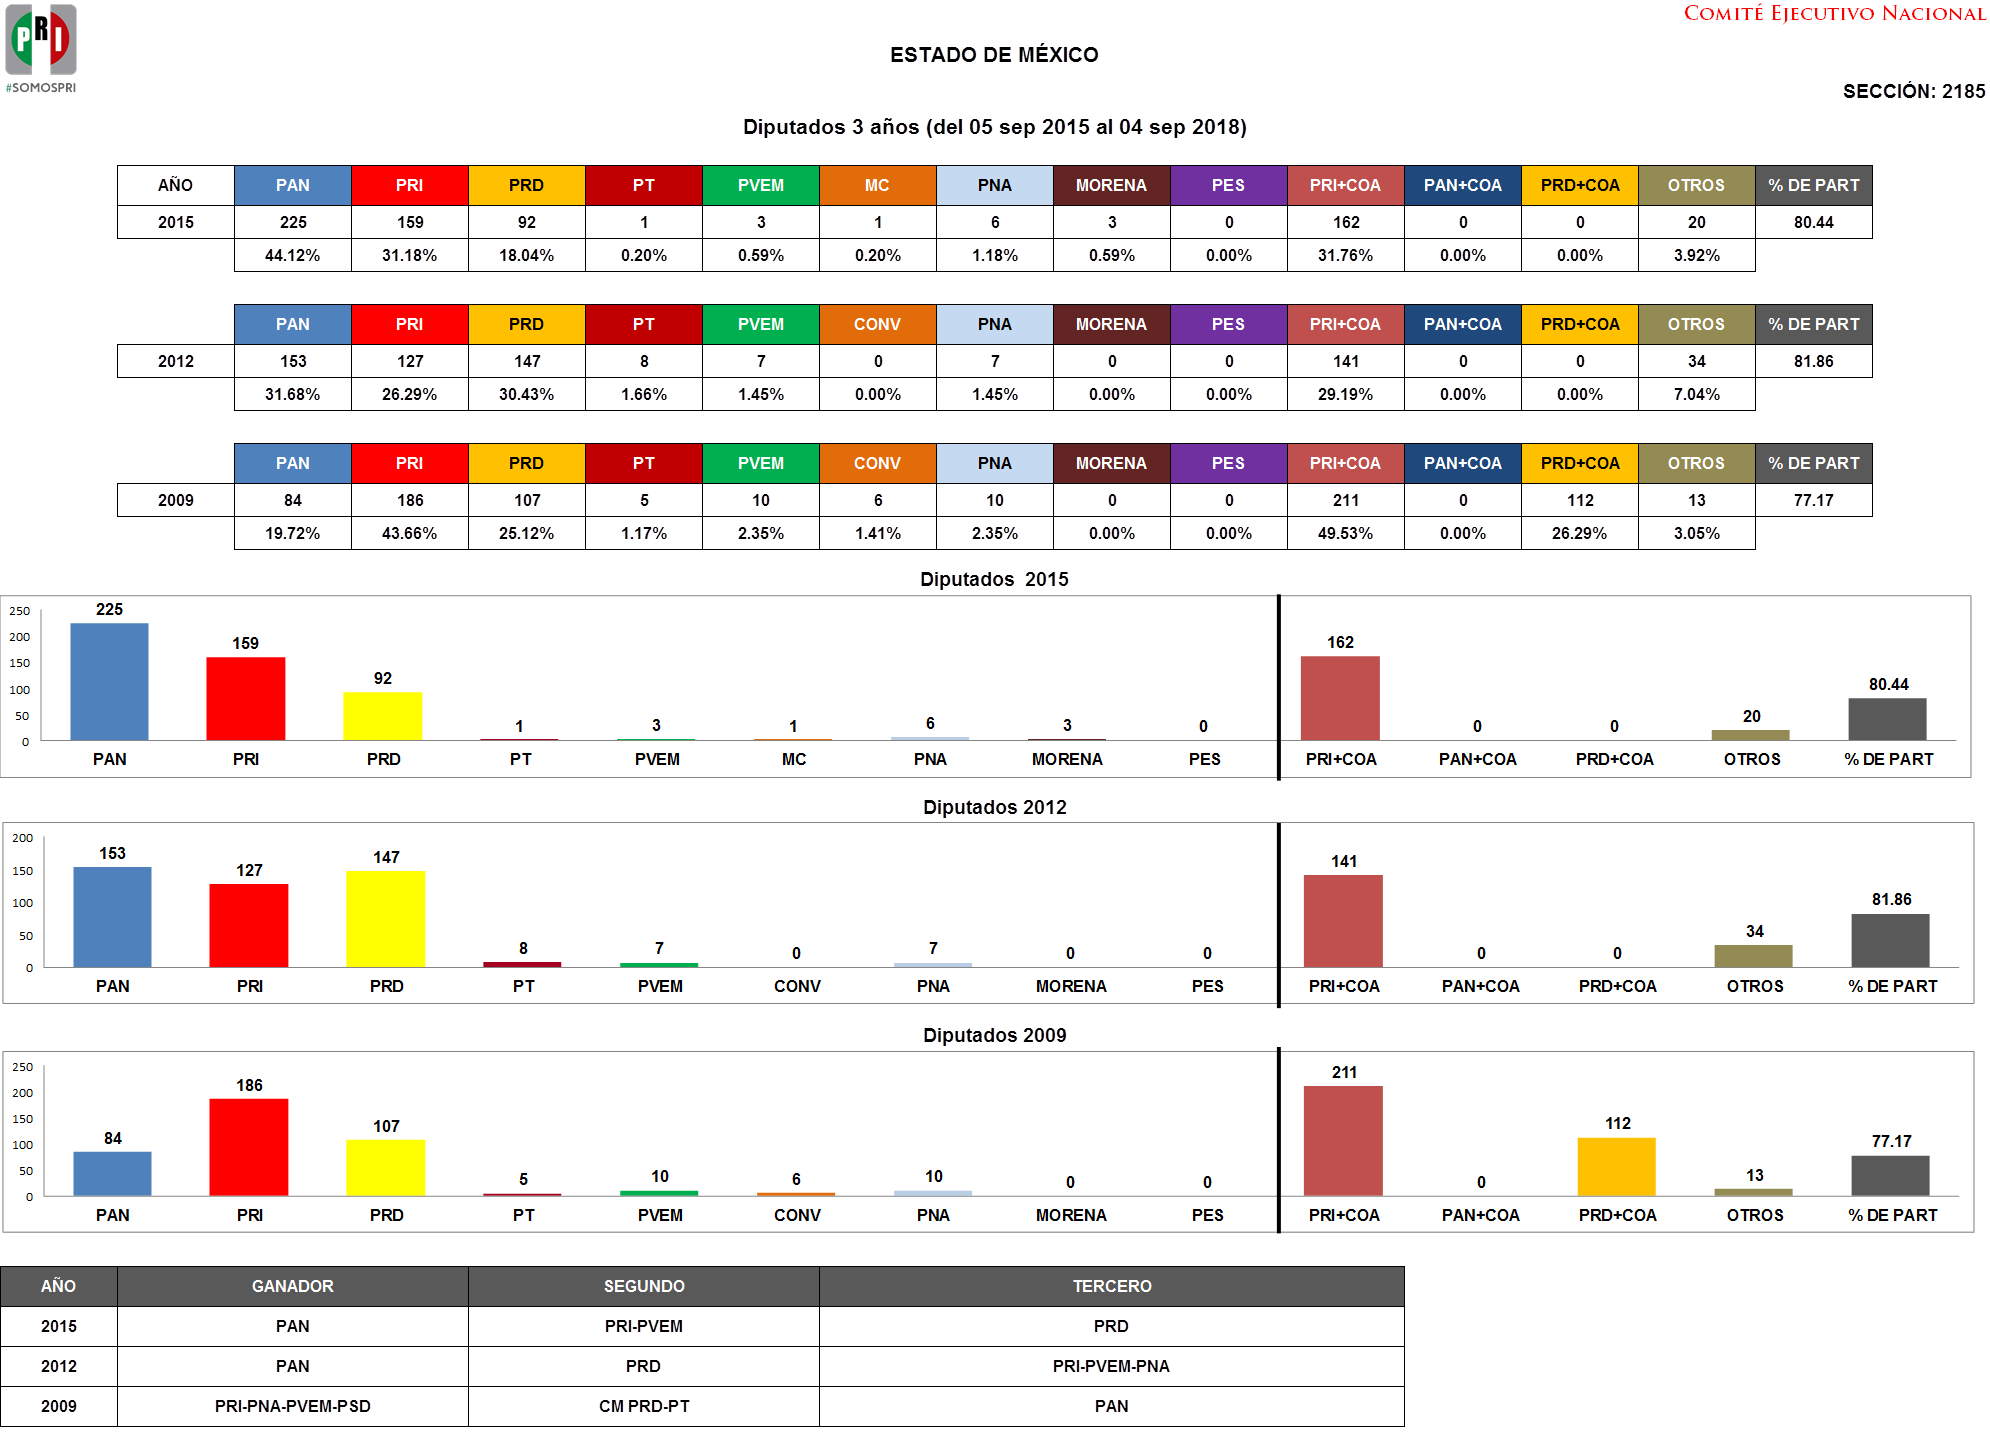 PRI
#SOMOSPRI
COMITÉ EJECUTIVO NACIONAL
ESTADO DE MÉXICO
SECCIÓN: 2185
Diputados 3 años (del 05 sep 2015 al 04 sep 2018)
AÑO PAN PRI PRD PT PVEM MC PNA MORENA PES PRI+COA PAN+COA PRD+COA OTROS % DE PART
2015 225 159 92 1 3 1 6 3 0 162 0 0 20 80.44
44.12% 31.18% 18.04% 0.20% 0.59% 0.20% 1.18% 0.59% 0.00% 31.76% 0.00% 0.00% 3.92%
PAN PRI PRD PT PVEM CONV PNA MORENA PES PRI+COA PAN+COA PRD+COA OTROS % DE PART
2012 153 127 147 8 7 0 7 0 0 141 0 0 34 81.86
31.68% 26.29% 30.43% 1.66% 1.45% 0.00% 1.45% 0.00% 0.00% 29.19% 0.00% 0.00% 7.04%
PAN PRI PRD PT PVEM CONV PNA MORENA PES PRI+COA PAN+COA PRD+COA OTROS % DE PART
2009 84 186 107 5 10 6 10 0 0 211 0 112 13 77.17
19.72% 43.66% 25.12% 1.17% 2.35% 1.41% 2.35% 0.00% 0.00% 49.53% 0.00% 26.29% 3.05%
Diputados 2015
250
200
150
100
50
0
225 159 92 1 3 1 6 3 0 162 0 0 20 80.44
PAN PRI PRD PT PVEM MC PNA MORENA PES PRI+COA PAN+COA PRD+COA OTROS % DE PART
Diputados 2012
200
150
100
50
0
153 127 147 8 7 0 7 0 0 141 0 0 34 81.86
PAN PRI PRD PT PVEM CONV PNA MORENA PES PRI+COA PAN+COA PRD+COA OTROS % DE PART
Diputados 2009
250
200
150
100
50
0
84 186 107 5 10 6 10 0 0 211 0 112 13 77.17
PAN PRI PRD PT PVEM CONV PNA MORENA PES PRI+COA PAN+COA PRD+COA OTROS % DE PART
AÑO GANADOR SEGUNDO TERCERO
2015 PAN PRI-PVEM PRD
2012 PAN PRD PRI-PVEM-PNA
2009 PRI-PNA-PVEM-PSD CM PRD-PT PAN